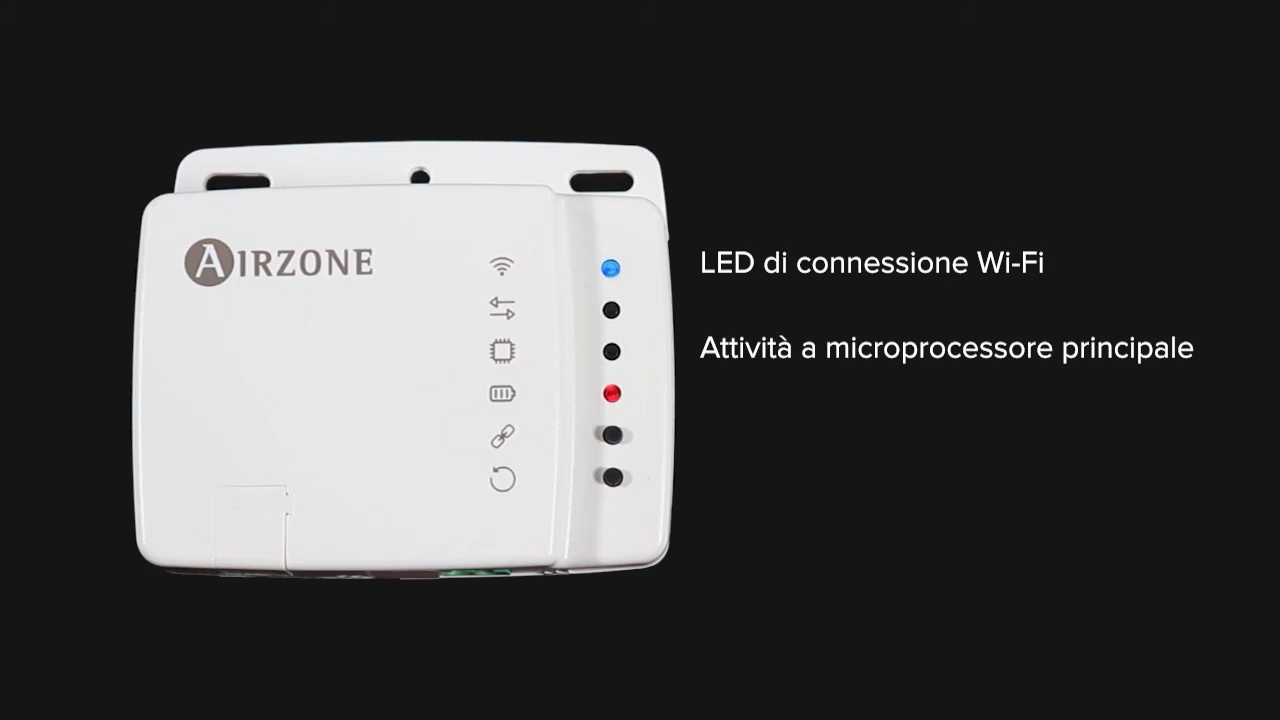 AIRZONE
LED di connessione Wi-Fi
Attività a microprocessore principale